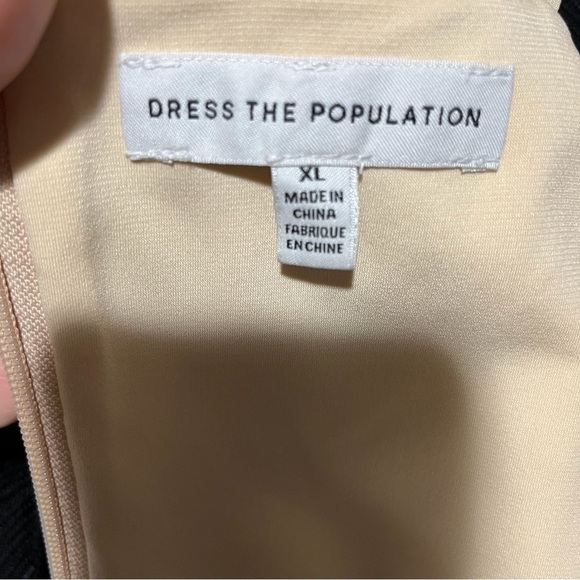 DRESS THE POPULATION
XL
MADE IN
CHINA
FABRIQUE
EN CHINE